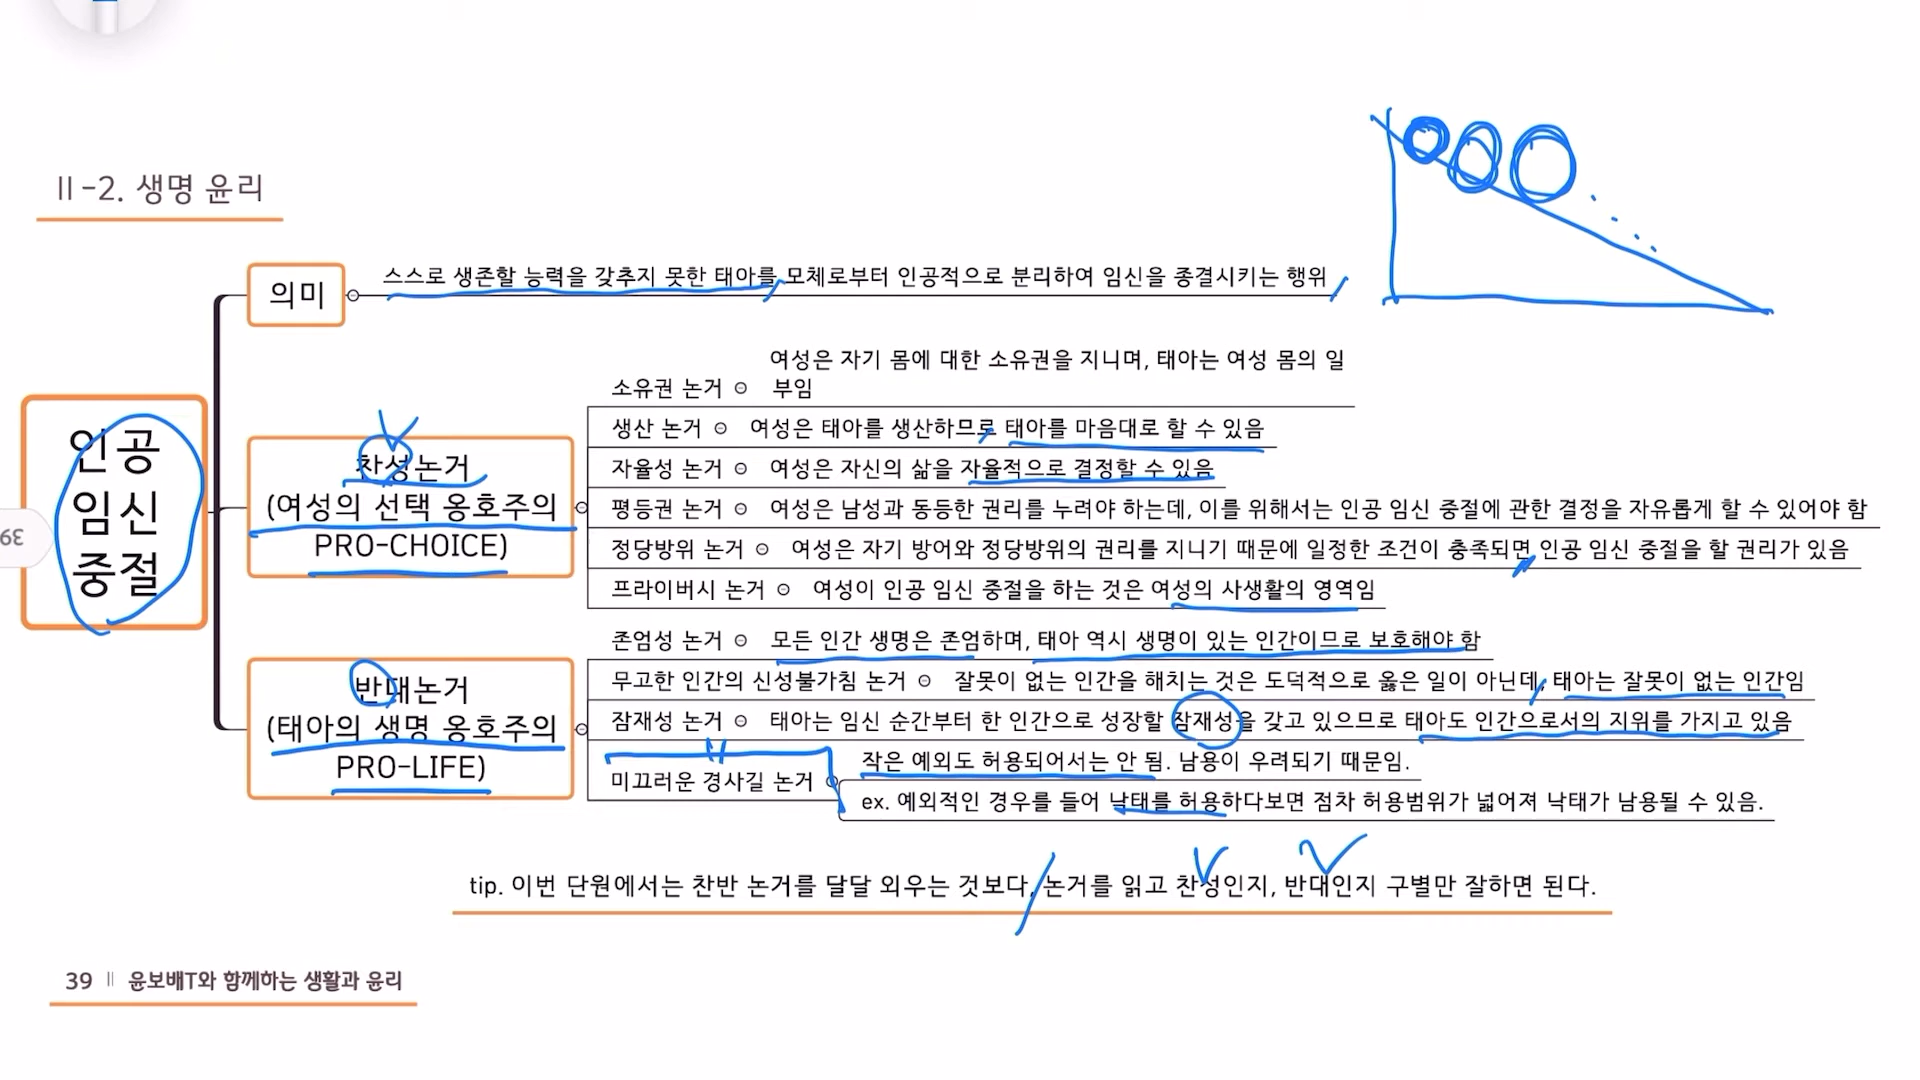 Ⅱ-2. 생명 윤리
의미
스스로 생존할 능력을 갖추지 못한 태아를 모체로부터 인공적으로 분리하여 임신을 종결시키는 행위
인공
임신
중절
39
찬성논거
(여성의 선택 옹호주의
PRO-CHOICE)
여성은 자기 몸에 대한 소유권을 지니며, 태아는 여성 몸의 일
소유권 논거 부임
생산 논거 여성은 태아를 생산하므로 태아를 마음대로 할 수 있음
자율성 논거 여성은 자신의 삶을 자율적으로 결정할 수 있음
평등권 논거 여성은 남성과 동등한 권리를 누려야 하는데, 이를 위해서는 인공 임신 중절에 관한 결정을 자유롭게 할 수 있어야 함
정당방위 논거 여성은 자기 방어와 정당방위의 권리를 지니기 때문에 일정한 조건이 충족되면 인공 임신 중절을 할 권리가 있음
프라이버시 논거 여성이 인공 임신 중절을 하는 것은 여성의 사생활의 영역임
반대논거
(태아의 생명 옹호주의
PRO-LIFE)
존엄성 논거 모든 인간 생명은 존엄하며, 태아 역시 생명이 있는 인간이므로 보호해야 함
무고한 인간의 신성불가침 논거 잘못이 없는 인간을 해치는 것은 도덕적으로 옳은 일이 아닌데, 태아는 잘못이 없는 인간임
잠재성 논거 태아는 임신 순간부터 한 인간으로 성장할 잠재성을 갖고 있으므로 태아도 인간으로서의 지위를 가지고 있음
미끄러운 경사길 논거
작은 예외도 허용되어서는 안 됨. 남용이 우려되기 때문임.
ex. 예외적인 경우를 들어 낙태를 허용하다보면 점차 허용범위가 넓어져 낙태가 남용될 수 있음.
tip. 이번 단원에서는 찬반 논거를 달달 외우는 것보다, 논거를 읽고 찬성인지, 반대인지 구별만 잘하면 된다.
39 || 윤보배T와 함께하는 생활과 윤리